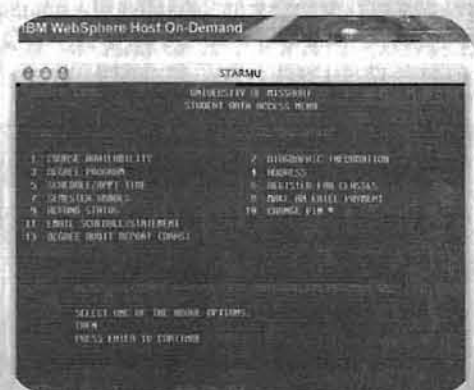 IBM WebSphere Host On-Demand
STARMU
UNIVERSITY OF MISSOURI
STUDENT DATA ACCESS MENU
1 COURSE AVAILABILITY 2 BIOGRAPHIC INFORMATION
3 DEGREE PROGRAM 4 ADDRESS
5 SCHEDULE/APPT TIME 6 REGISTER FOR CLASSES
7 SEMESTER GRADES 8 MAKE AN EXCEL PAYMENT
9 REFUND STATUS 10 CHANGE PIN *
11 EMAIL SCHEDULE/STATEMENT
13 DEGREE AUDIT REPORT (DARS)
SELECT ONE OF THE ABOVE OPTIONS,
THEN
PRESS ENTER TO CONTINUE